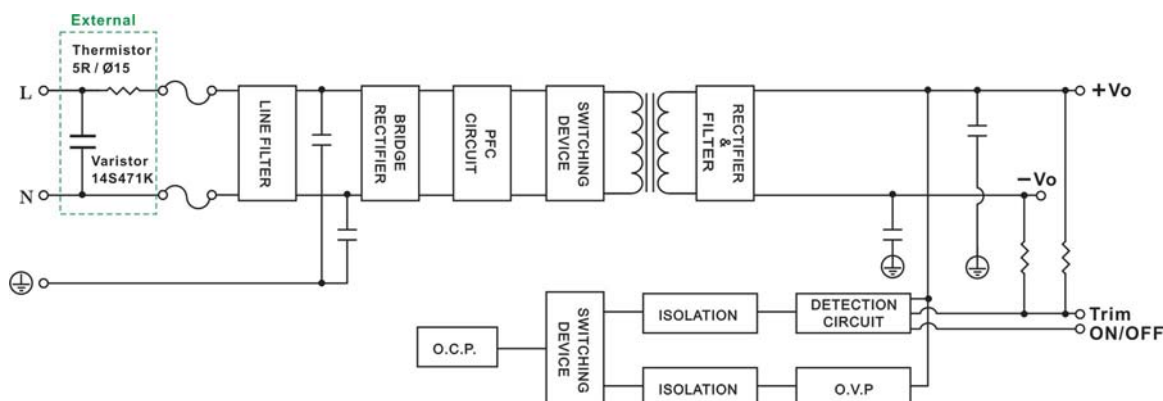 External
Thermistor
5R / Ø15
L
Varistor
14S471K
N
LINE FILTER
BRIDGE
RECTIFIER
PFC
CIRCUIT
SWITCHING
DEVICE
RECTIFIER
&
FILTER
+Vo
−Vo
Trim
ON/OFF
O.C.P.
SWITCHING
DEVICE
ISOLATION
DETECTION
CIRCUIT
ISOLATION
O.V.P